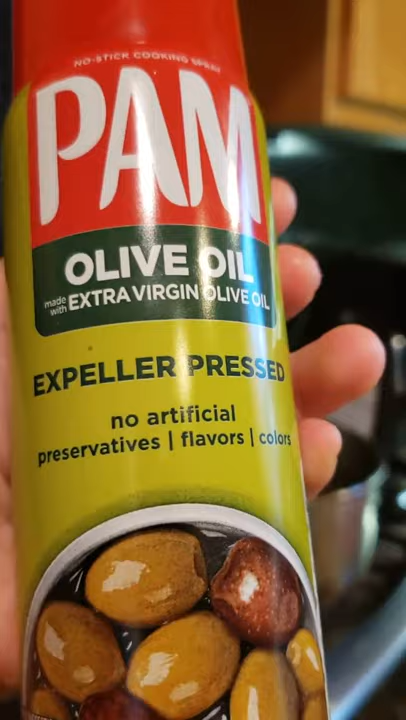 NO-STICK COOKING SPRAY
PAM
OLIVE OIL
made with EXTRA VIRGIN OLIVE OIL
EXPELLER PRESSED
no artificial
preservatives | flavors | colors